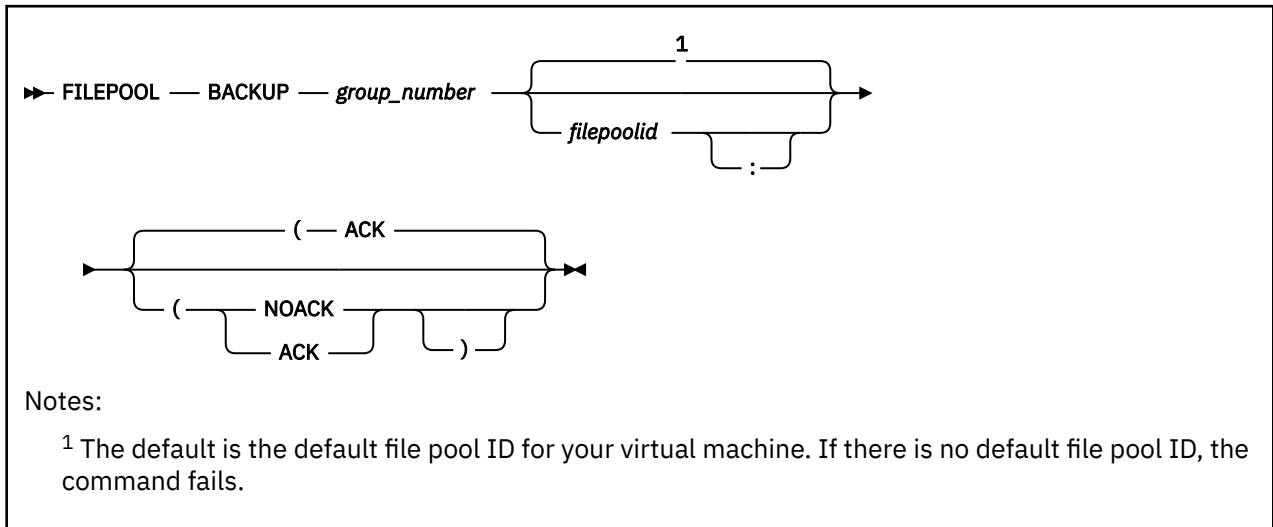 1
FILEPOOL BACKUP group_number
filepoolid
:
( ACK
( NOACK
ACK )
Notes:
1 The default is the default file pool ID for your virtual machine. If there is no default file pool ID, the
command fails.